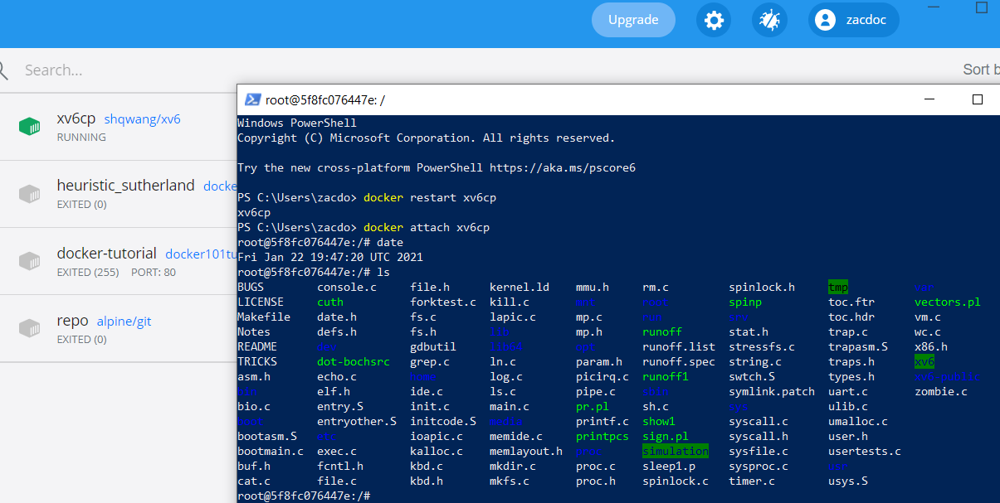 Upgrade
zacdoc
Search...
Sort b
xv6cp shqwang/xv6
RUNNING
heuristic_sutherland docke
EXITED (0)
docker-tutorial docker101tu
EXITED (255) PORT: 80
repo alpine/git
EXITED (0)
root@5f8fc076447e: /
Windows PowerShell
Copyright (C) Microsoft Corporation. All rights reserved.
Try the new cross-platform PowerShell https://aka.ms/pscore6
PS C:\Users\zacdo> docker restart xv6cp
xv6cp
PS C:\Users\zacdo> docker attach xv6cp
root@5f8fc076447e:/# date
Fri Jan 22 19:47:20 UTC 2021
root@5f8fc076447e:/# ls
BUGS console.c file.h kernel.ld mmu.h rm.c spinlock.h tmp var
LICENSE cuth forktest.c kill.c mnt root spinp toc.ftr vectors.pl
Makefile date.h fs.c lapic.c mp.c run srv toc.hdr vm.c
Notes defs.h fs.h lib mp.h runoff stat.h trap.c wc.c
README dev gdbutil lib64 opt runoff.list stressfs.c trapasm.S x86.h
TRICKS dot-bochsrc grep.c ln.c param.h runoff.spec string.c traps.h xv6
asm.h echo.c home log.c picirq.c runoff1 swtch.S types.h xv6-public
bin elf.h ide.c ls.c pipe.c sbin symlink.patch uart.c zombie.c
bio.c entry.S init.c main.c pr.pl sh.c sys ulib.c
boot entryother.S initcode.S media printf.c show1 syscall.c umalloc.c
bootasm.S etc ioapic.c memide.c printpcs sign.pl syscall.h user.h
bootmain.c exec.c kalloc.c memlayout.h proc simulation sysfile.c usertests.c
buf.h fcntl.h kbd.c mkdir.c proc.c sleep1.p sysproc.c usr
cat.c file.c kbd.h mkfs.c proc.h spinlock.c timer.c usys.S
root@5f8fc076447e:/#